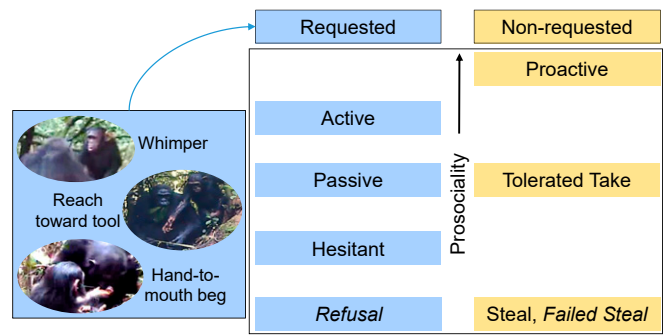 Requested
Non-requested
Proactive
Active
Whimper
Passive
Tolerated Take
Reach
toward tool
Prosociality
Hesitant
Hand-to-
mouth beg
Refusal
Steal, Failed Steal